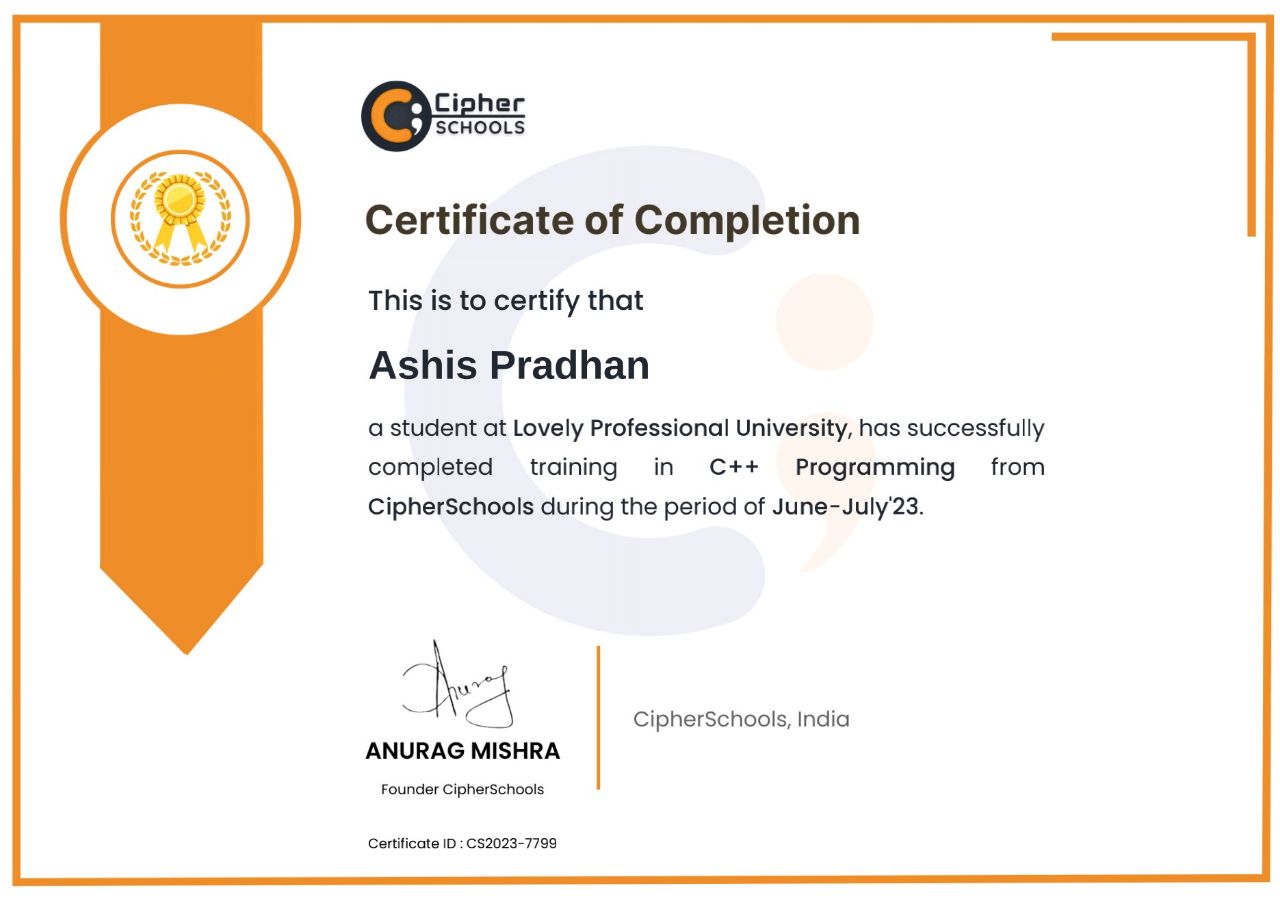 Cipher
SCHOOLS
Certificate of Completion
This is to certify that
Ashis Pradhan
a student at Lovely Professional University, has successfully
completed training in C++ Programming from
CipherSchools during the period of June-July'23.
Anurag
ANURAG MISHRA
Founder CipherSchools
CipherSchools, India
Certificate ID : CS2023-7799